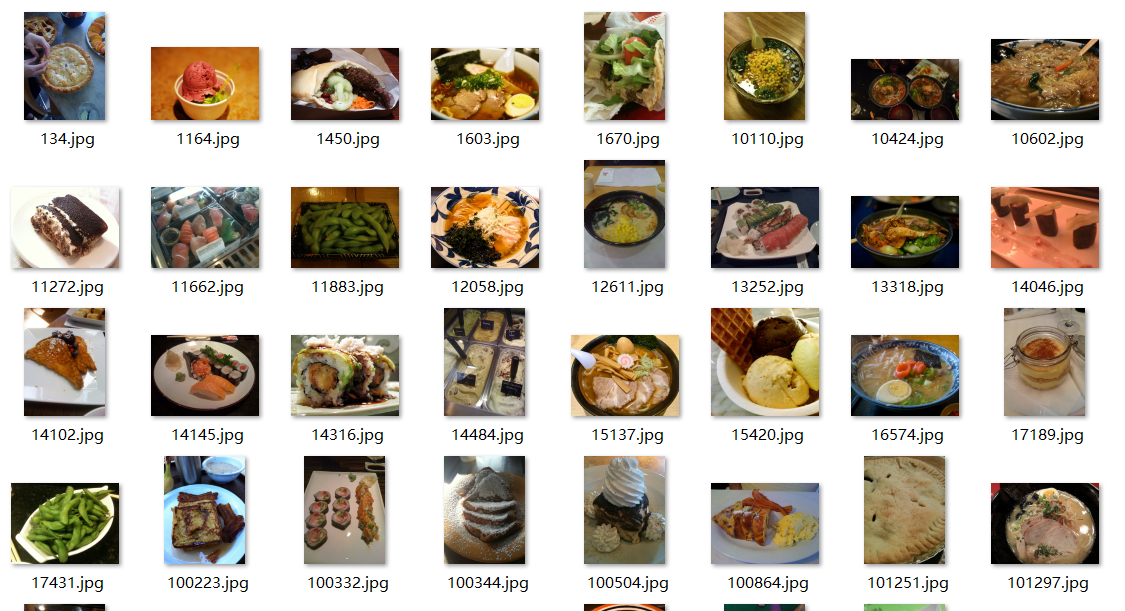 134.jpg 1164.jpg 1450.jpg 1603.jpg 1670.jpg 10110.jpg 10424.jpg 10602.jpg
11272.jpg 11662.jpg 11883.jpg 12058.jpg 12611.jpg 13252.jpg 13318.jpg 14046.jpg
14102.jpg 14145.jpg 14316.jpg 14484.jpg 15137.jpg 15420.jpg 16574.jpg 17189.jpg
17431.jpg 100223.jpg 100332.jpg 100344.jpg 100504.jpg 100864.jpg 101251.jpg 101297.jpg